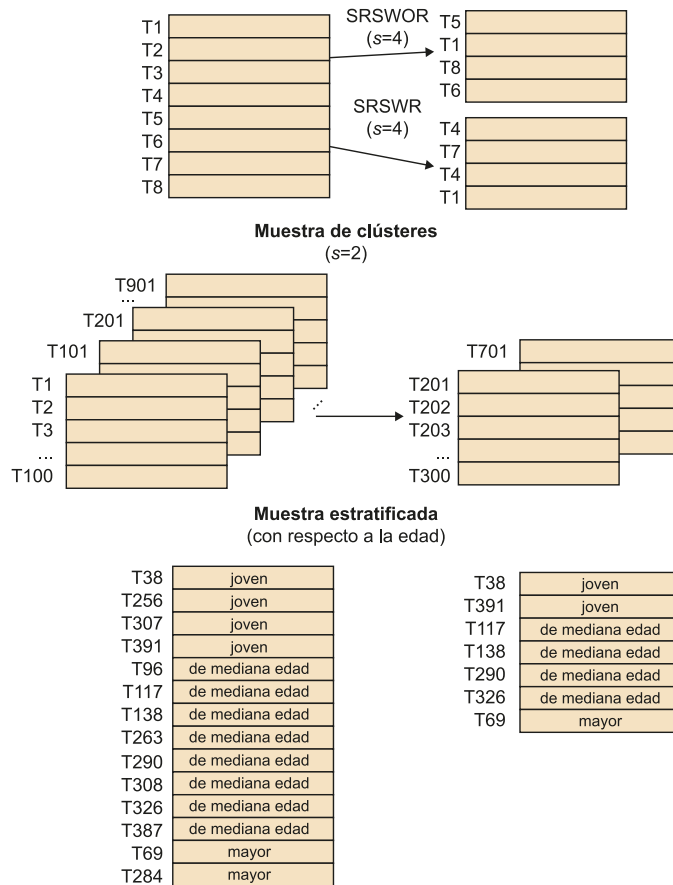 T1
T2
T3
T4
T5
T6
T7
T8
SRSWOR
(s=4)
SRSWR
(s=4)
T5
T1
T8
T6
T4
T7
T4
T1
Muestra de clústeres
(s=2)
T901
...
T201
T101
T1
T2
T3
...
T100
...
T701
T201
T202
T203
...
T300
Muestra estratificada
(con respecto a la edad)
T38 joven
T256 joven
T307 joven
T391 joven
T96 de mediana edad
T117 de mediana edad
T138 de mediana edad
T263 de mediana edad
T290 de mediana edad
T308 de mediana edad
T326 de mediana edad
T387 de mediana edad
T69 mayor
T284 mayor
T38 joven
T391 joven
T117 de mediana edad
T138 de mediana edad
T290 de mediana edad
T326 de mediana edad
T69 mayor